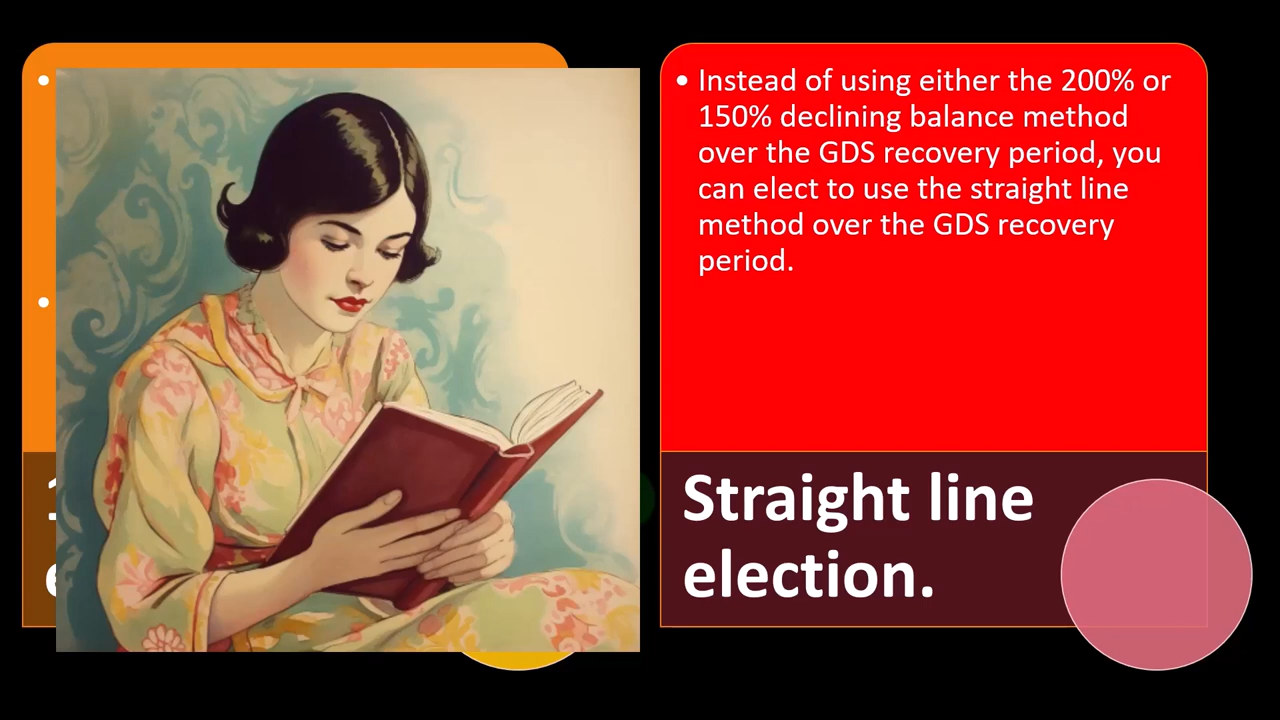 • Instead of using either the 200% or
150% declining balance method
over the GDS recovery period, you
can elect to use the straight line
method over the GDS recovery
period.
Straight line
election.